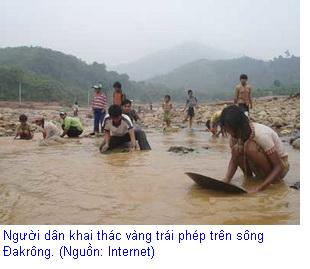 Người dân khai thác vàng trái phép trên sông
Đakrông. (Nguồn: Internet)